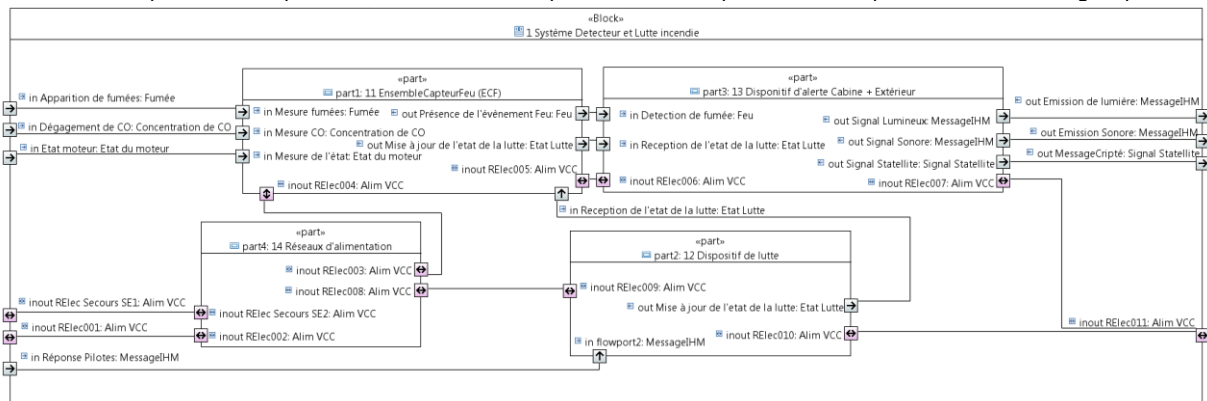 «Block»
1 Système Detecteur et Lutte incendie
in Apparition de fumées: Fumée
in Dégagement de CO: Concentration de CO
in Etat moteur: Etat du moteur
«part»
part1: 11 EnsembleCapteurFeu (ECF)
in Mesure fumées: Fumée
out Présence de l'évènement Feu: Feu
in Mesure CO: Concentration de CO
out Mise à jour de l'etat de la lutte: Etat Lutte
in Mesure de l'état: Etat du moteur
inout RElec005: Alim VCC
inout RElec004: Alim VCC
in Reception de l'etat de la lutte: Etat Lutte
«part»
part3: 13 Dispositif d'alerte Cabine + Extérieur
in Detection de fumée: Feu
out Signal Lumineux: MessageIHM
in Reception de l'etat de la lutte: Etat Lutte
out Signal Sonore: MessageIHM
out Signal Statellite: Signal Statellite
inout RElec006: Alim VCC
inout RElec007: Alim VCC
out Emission de lumière: MessageIHM
out Emission Sonore: MessageIHM
out MessageCripté: Signal Statellite
«part»
part4: 14 Réseaux d'alimentation
inout RElec003: Alim VCC
inout RElec008: Alim VCC
inout RElec Secours SE2: Alim VCC
inout RElec002: Alim VCC
inout RElec Secours SE1: Alim VCC
inout RElec001: Alim VCC
in Réponse Pilotes: MessageIHM
«part»
part2: 12 Dispositif de lutte
inout RElec009: Alim VCC
out Mise à jour de l'etat de la lutte: Etat Lutte
inout RElec010: Alim VCC
in flowport2: MessageIHM
inout RElec011: Alim VCC